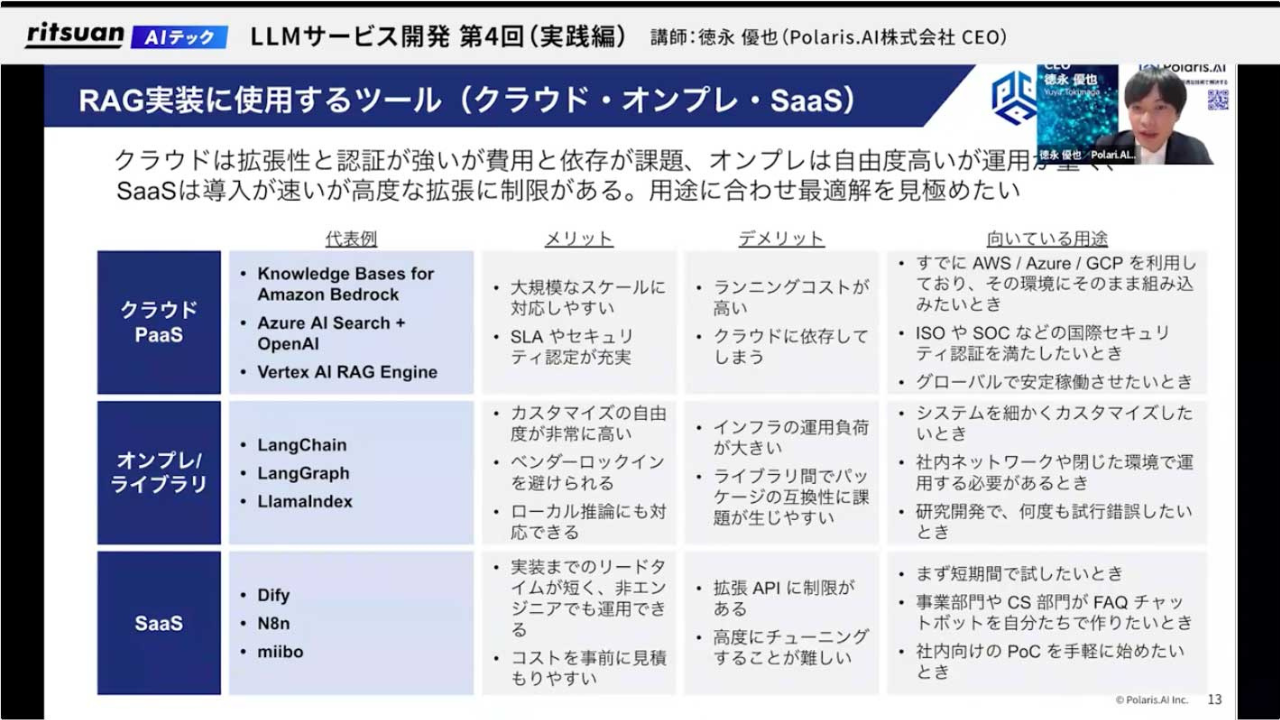 ritsuan AIテック LLMサービス開発 第4回（実践編） 講師：徳永 優也（Polaris.AI株式会社 CEO）
RAG実装に使用するツール（クラウド・オンプレ・SaaS）
CEO
徳永 優也
Polaris.AI
徳永 優也 Polari.AI...
クラウドは拡張性と認証が強いが費用と依存が課題、オンプレは自由度高いが運用が
SaaSは導入が速いが高度な拡張に制限がある。用途に合わせ最適解を見極めたい
代表例 メリット デメリット 向いている用途
クラウド
PaaS
• Knowledge Bases for
Amazon Bedrock
• Azure AI Search +
OpenAI
• Vertex AI RAG Engine
• 大規模なスケールに
対応しやすい
• SLA やセキュリ
ティ認定が充実
• ランニングコストが
高い
• クラウドに依存して
しまう
• すでに AWS / Azure / GCP を利用し
ており、その環境にそのまま組み込
みたいとき
• ISO や SOC などの国際セキュリ
ティ認証を満たしたいとき
• グローバルで安定稼働させたいとき
オンプレ/
ライブラリ
• LangChain
• LangGraph
• LlamaIndex
• カスタマイズの自由
度が非常に高い
• ベンダーロックイン
を避けられる
• ローカル推論にも対
応できる
• インフラの運用負荷
が大きい
• ライブラリ間でパッ
ケージの互換性に課
題が生じやすい
• システムを細かくカスタマイズした
いとき
• 社内ネットワークや閉じた環境で運
用する必要があるとき
• 研究開発で、何度も試行錯誤したい
とき
SaaS
• Dify
• N8n
• miibo
• 実装までのリードタ
イムが短く、非エン
ジニアでも運用でき
る
• コストを事前に見積
もりやすい
• 拡張 API に制限が
ある
• 高度にチューニング
することが難しい
• まず短期間で試したいとき
• 事業部門や CS 部門が FAQ チャッ
トボットを自分たちで作りたいとき
• 社内向けの PoC を手軽に始めたい
とき
© Polaris.AI Inc. 13